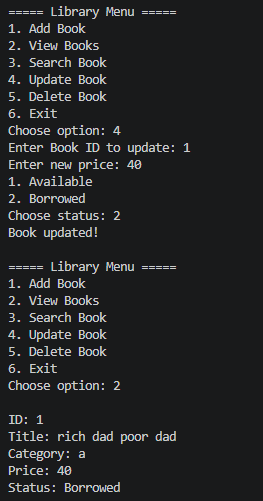 ===== Library Menu =====
1. Add Book
2. View Books
3. Search Book
4. Update Book
5. Delete Book
6. Exit
Choose option: 4
Enter Book ID to update: 1
Enter new price: 40
1. Available
2. Borrowed
Choose status: 2
Book updated!

===== Library Menu =====
1. Add Book
2. View Books
3. Search Book
4. Update Book
5. Delete Book
6. Exit
Choose option: 2

ID: 1
Title: rich dad poor dad
Category: a
Price: 40
Status: Borrowed